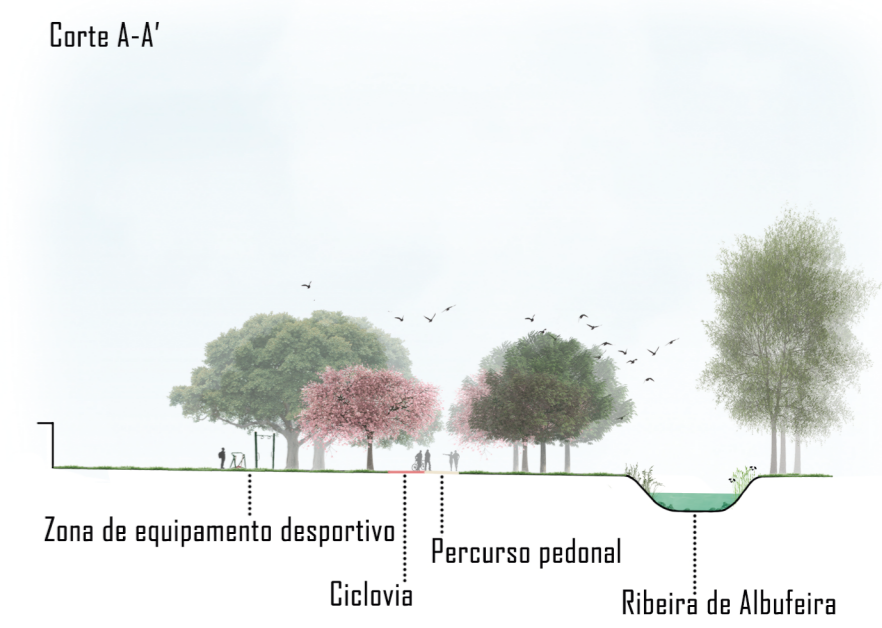 Corte A-A'
Zona de equipamento desportivo
Percurso pedonal
Ciclovia
Ribeira de Albufeira